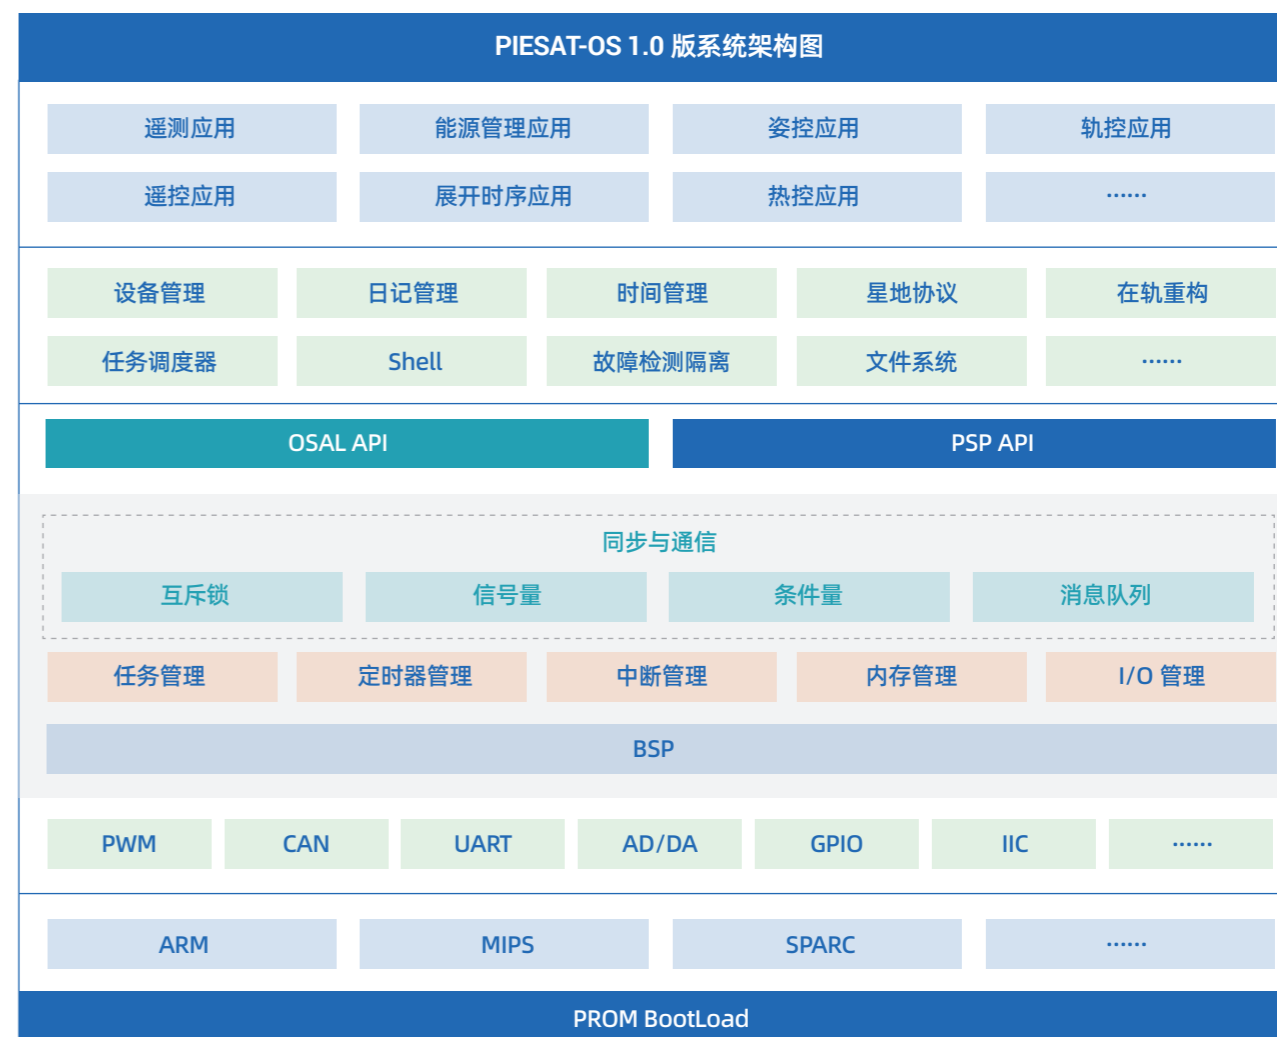 PIESAT-OS 1.0 版系统架构图
遥测应用 能源管理应用 姿控应用 轨控应用
遥控应用 展开时序应用 热控应用 ······
设备管理 日记管理 时间管理 星地协议 在轨重构
任务调度器 Shell 故障检测隔离 文件系统 ······
OSAL API PSP API
同步与通信
互斥锁 信号量 条件量 消息队列
任务管理 定时器管理 中断管理 内存管理 I/O 管理
BSP
PWM CAN UART AD/DA GPIO IIC ······
ARM MIPS SPARC ······
PROM BootLoad